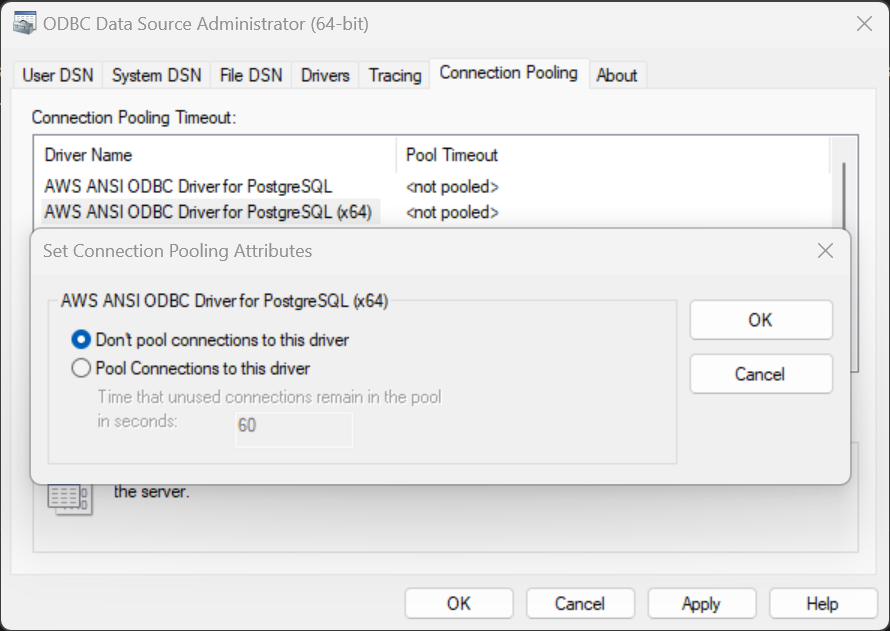 ODBC Data Source Administrator (64-bit)
User DSN System DSN File DSN Drivers Tracing Connection Pooling About
Connection Pooling Timeout:
Driver Name Pool Timeout
AWS ANSI ODBC Driver for PostgreSQL <not pooled>
AWS ANSI ODBC Driver for PostgreSQL (x64) <not pooled>
Set Connection Pooling Attributes
AWS ANSI ODBC Driver for PostgreSQL (x64)
Don't pool connections to this driver
Pool Connections to this driver
Time that unused connections remain in the pool
in seconds: 60
OK
Cancel
the server.
OK Cancel Apply Help